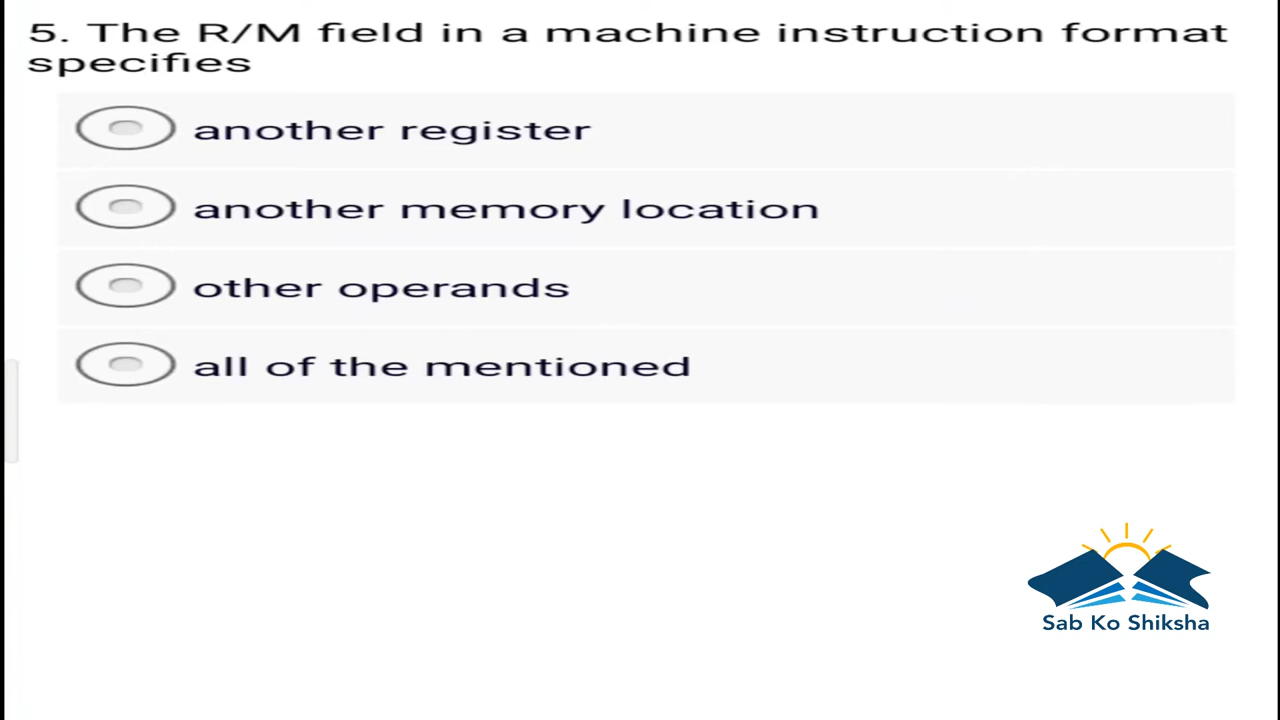 5. The R/M field in a machine instruction format
specifies
another register
another memory location
other operands
all of the mentioned
Sab Ko Shiksha